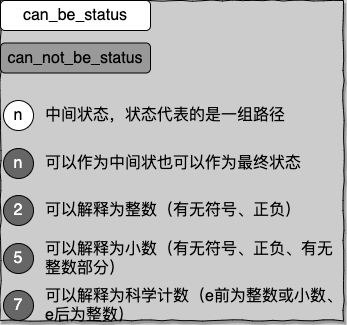 can_be_status
can_not_be_status
n 中间状态，状态代表的是一组路径
n 可以作为中间状也可以作为最终状态
2 可以解释为整数（有无符号、正负）
5 可以解释为小数（有无符号、正负、有无
整数部分）
7 可以解释为科学计数（e前为整数或小数、
e后为整数）